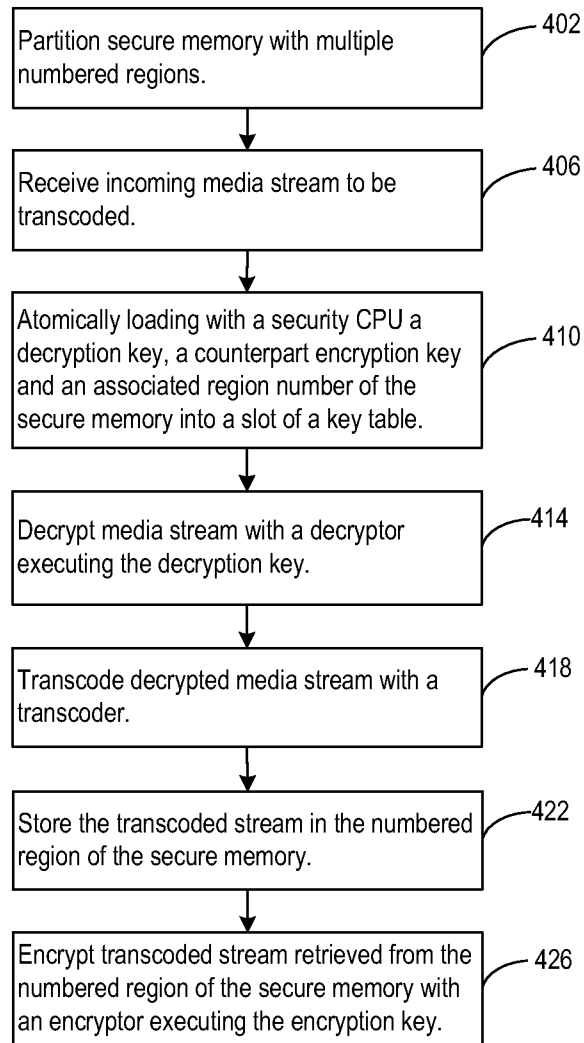 Partition secure memory with multiple
numbered regions.
402
Receive incoming media stream to be
transcoded.
406
Atomically loading with a security CPU a
decryption key, a counterpart encryption key
and an associated region number of the
secure memory into a slot of a key table.
410
Decrypt media stream with a decryptor
executing the decryption key.
414
Transcode decrypted media stream with a
transcoder.
418
Store the transcoded stream in the numbered
region of the secure memory.
422
Encrypt transcoded stream retrieved from the
numbered region of the secure memory with
an encryptor executing the encryption key.
426